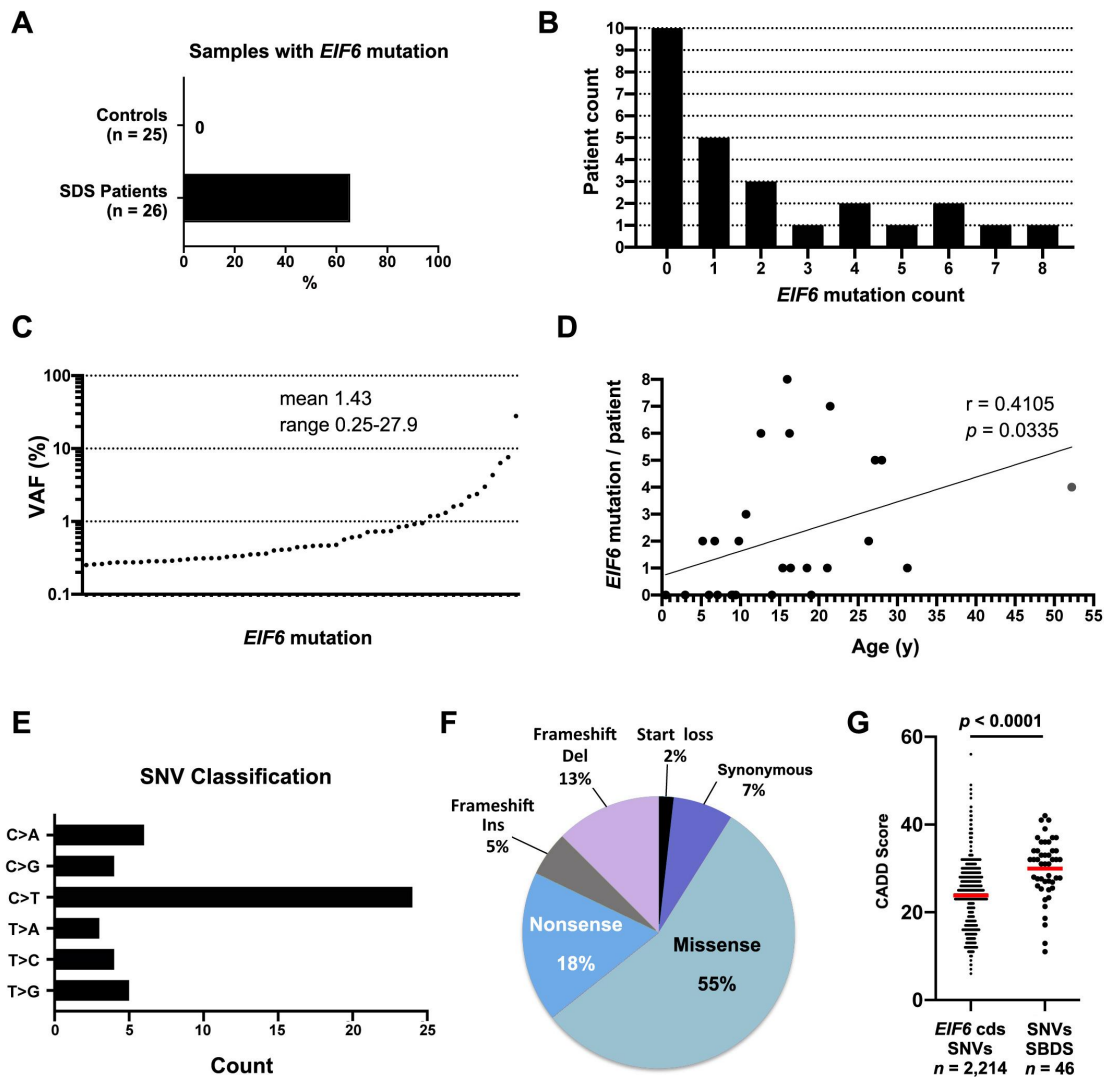 A
Samples with EIF6 mutation
Controls
(n = 25)
0
SDS Patients
(n = 26)
0 20 40 60 80 100
%
B
Patient count
10
9
8
7
6
5
4
3
2
1
0
0 1 2 3 4 5 6 7 8
EIF6 mutation count
C
VAF (%)
100
10
1
0.1
mean 1.43
range 0.25-27.9
EIF6 mutation
D
EIF6 mutation / patient
8
7
6
5
4
3
2
1
0
r = 0.4105
p = 0.0335
0 5 10 15 20 25 30 35 40 45 50 55
Age (y)
E
SNV Classification
C>A
C>G
C>T
T>A
T>C
T>G
0 5 10 15 20 25
Count
F
Frameshift
Del
13%
Start loss
2%
Synonymous
7%
Frameshift
Ins
5%
Nonsense
18%
Missense
55%
G
p < 0.0001
CADD Score
60
40
20
0
EIF6 cds
SNVs
n = 2,214
SNVs
SBDS
n = 46